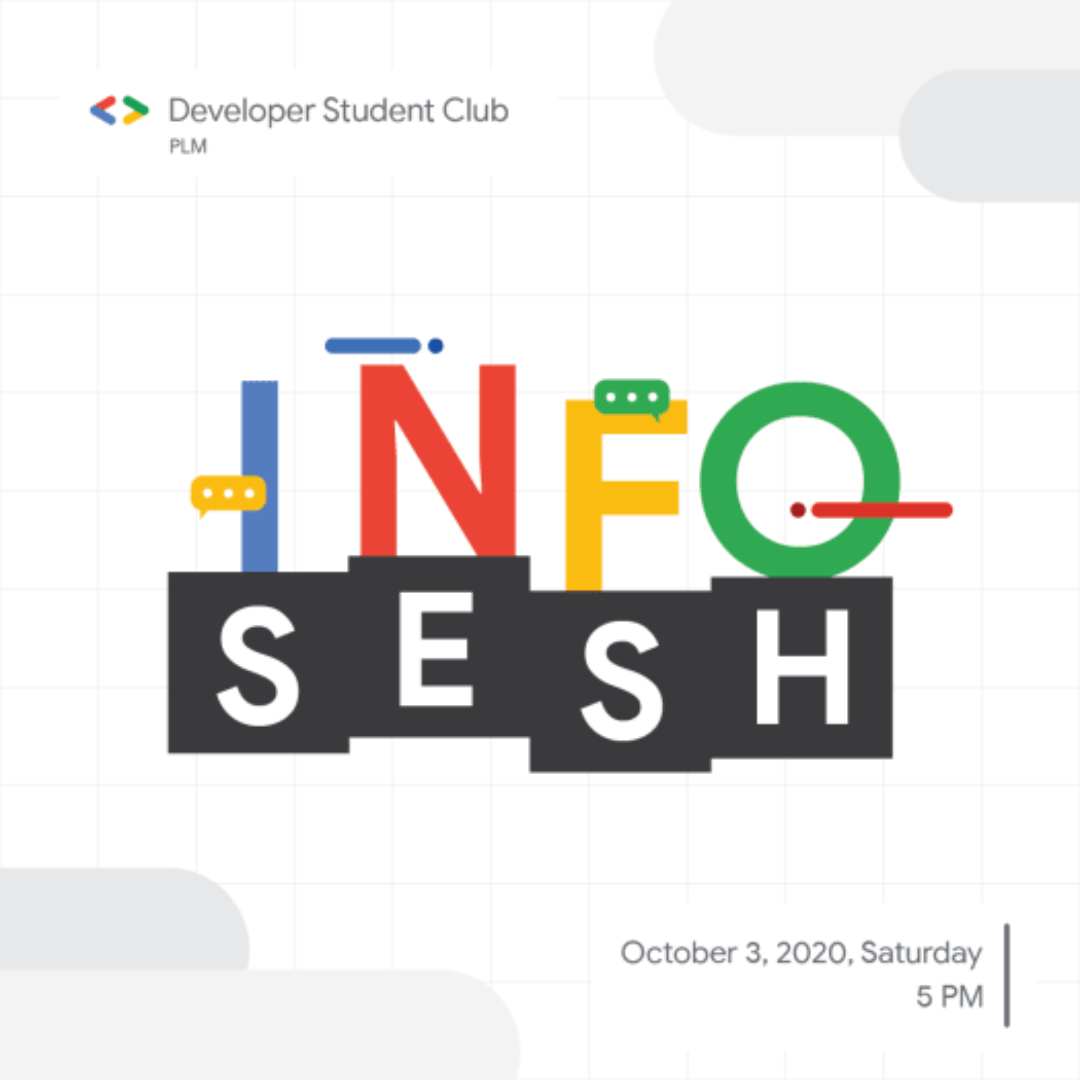 Developer Student Club
PLM
INFO
SESH
October 3, 2020, Saturday
5 PM